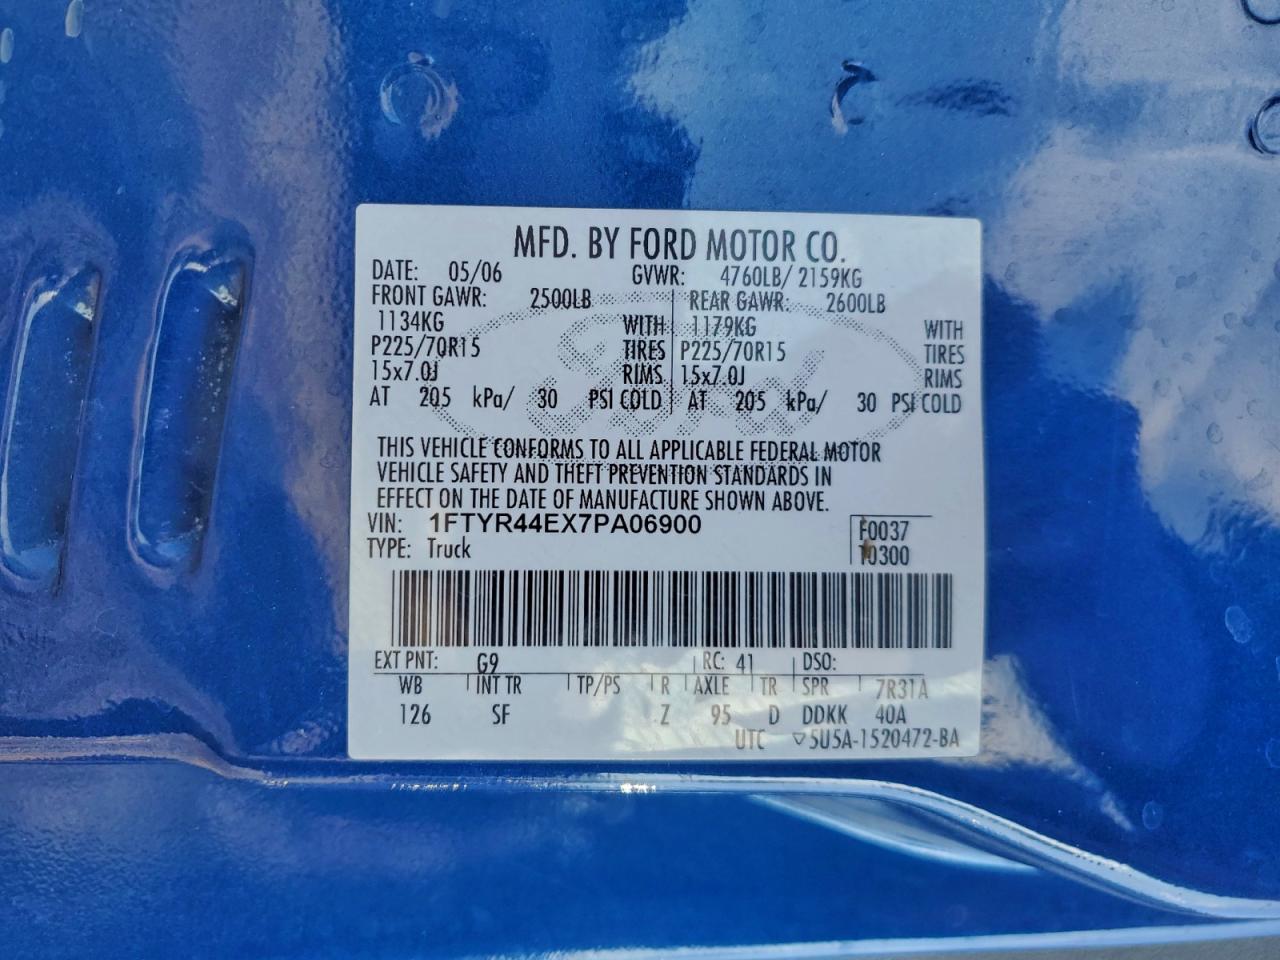 MFD. BY FORD MOTOR CO.
DATE: 05/06 GVWR: 4760LB/ 2159KG
FRONT GAWR: 2500LB REAR GAWR: 2600LB
1134KG WITH 1179KG WITH
P225/70R15 TIRES P225/70R15 TIRES
15x7.0J RIMS 15x7.0J RIMS
AT 205 kPa/ 30 PSI COLD AT 205 kPa/ 30 PSI COLD
Ford
THIS VEHICLE CONFORMS TO ALL APPLICABLE FEDERAL MOTOR
VEHICLE SAFETY AND THEFT PREVENTION STANDARDS IN
EFFECT ON THE DATE OF MANUFACTURE SHOWN ABOVE.
VIN: 1FTYR44EX7PA06900 F0037
TYPE: Truck T0300
EXT PNT: G9 RC: 41 DSO:
WB INT TR TP/PS R AXLE TR SPR 7R31A
126 SF Z 95 D DDKK 40A
UTC ▽5U5A-1520472-BA